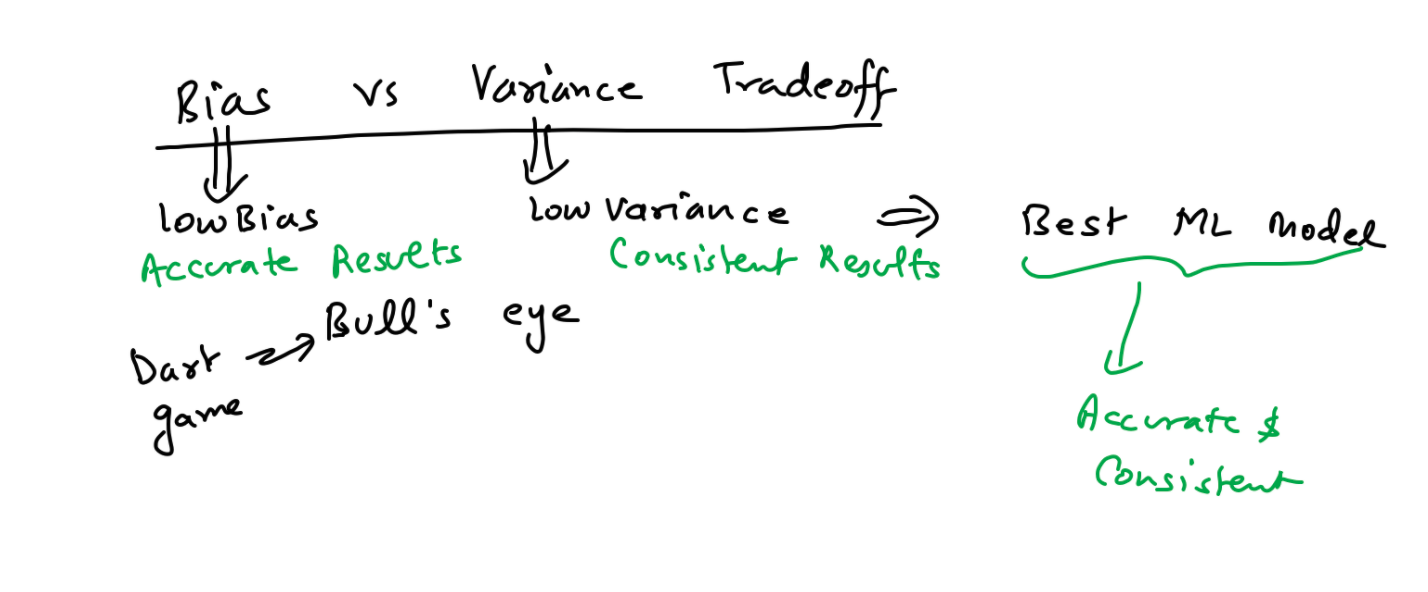 Bias vs Variance Tradeoff
Low Bias Low Variance ⇒ Best ML Model
Accurate Results Consistent Results
Dart → Bull's eye
game
Accurate &
Consistent